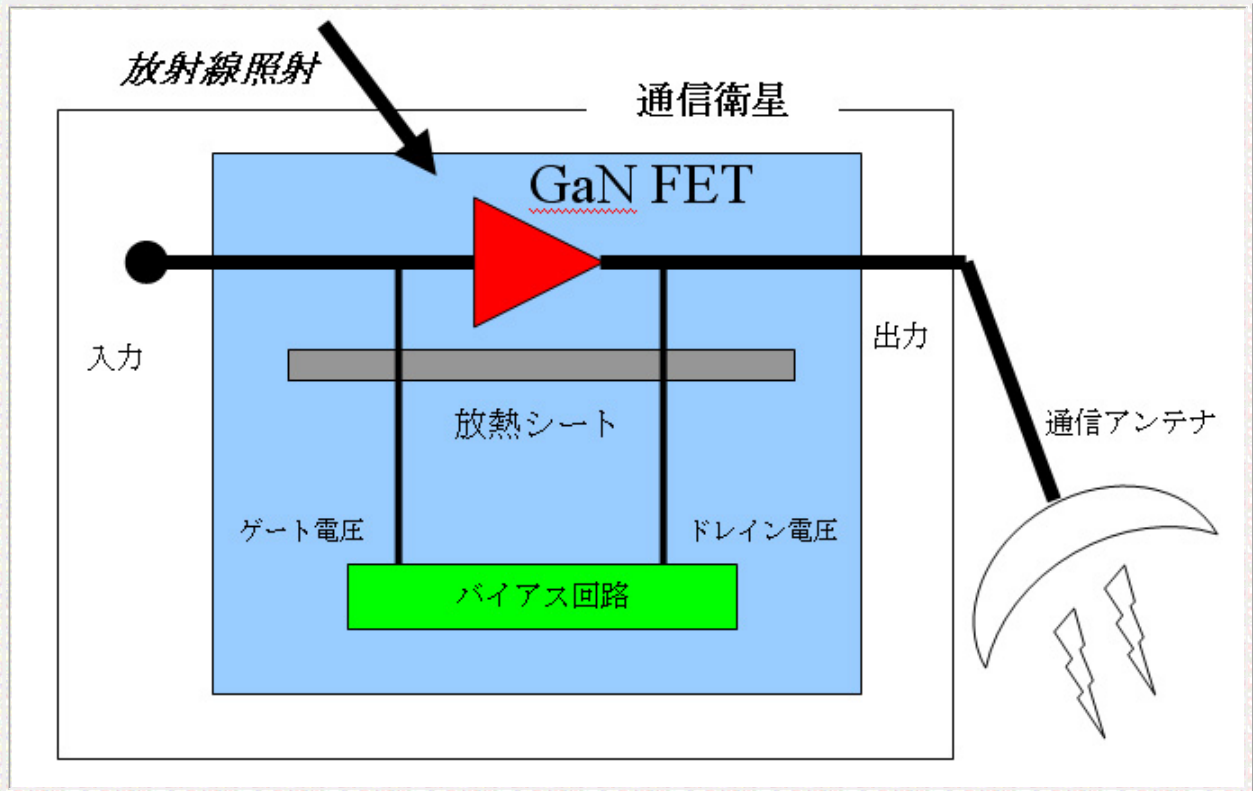 放射線照射
通信衛星
GaN FET
入力
出力
放熱シート
通信アンテナ
ゲート電圧
ドレイン電圧
バイアス回路